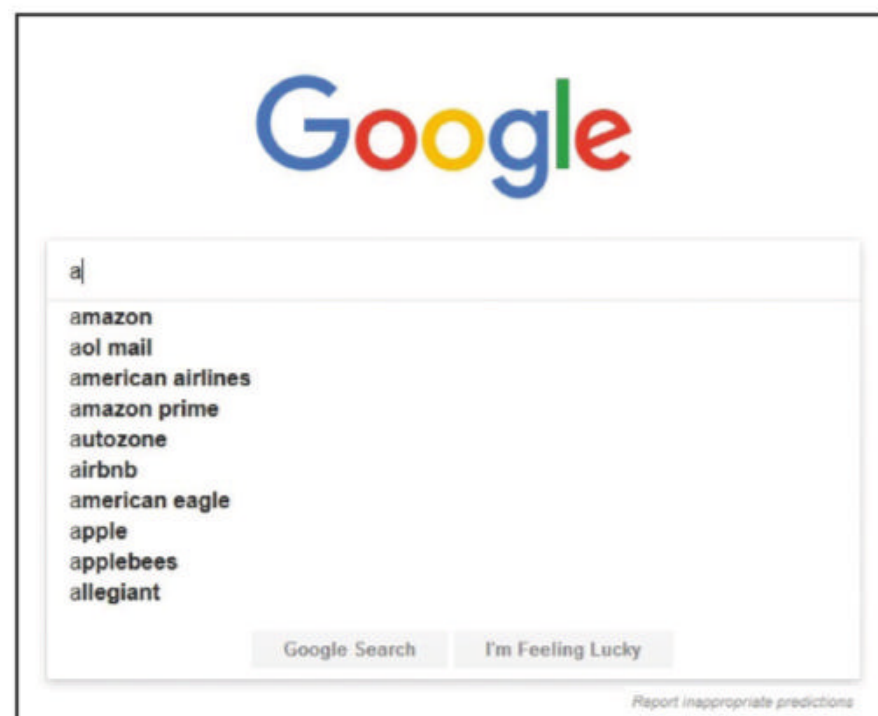 Google
a
amazon
aol mail
american airlines
amazon prime
autozone
airbnb
american eagle
apple
applebees
allegiant
Google Search I'm Feeling Lucky
Report inappropriate predictions